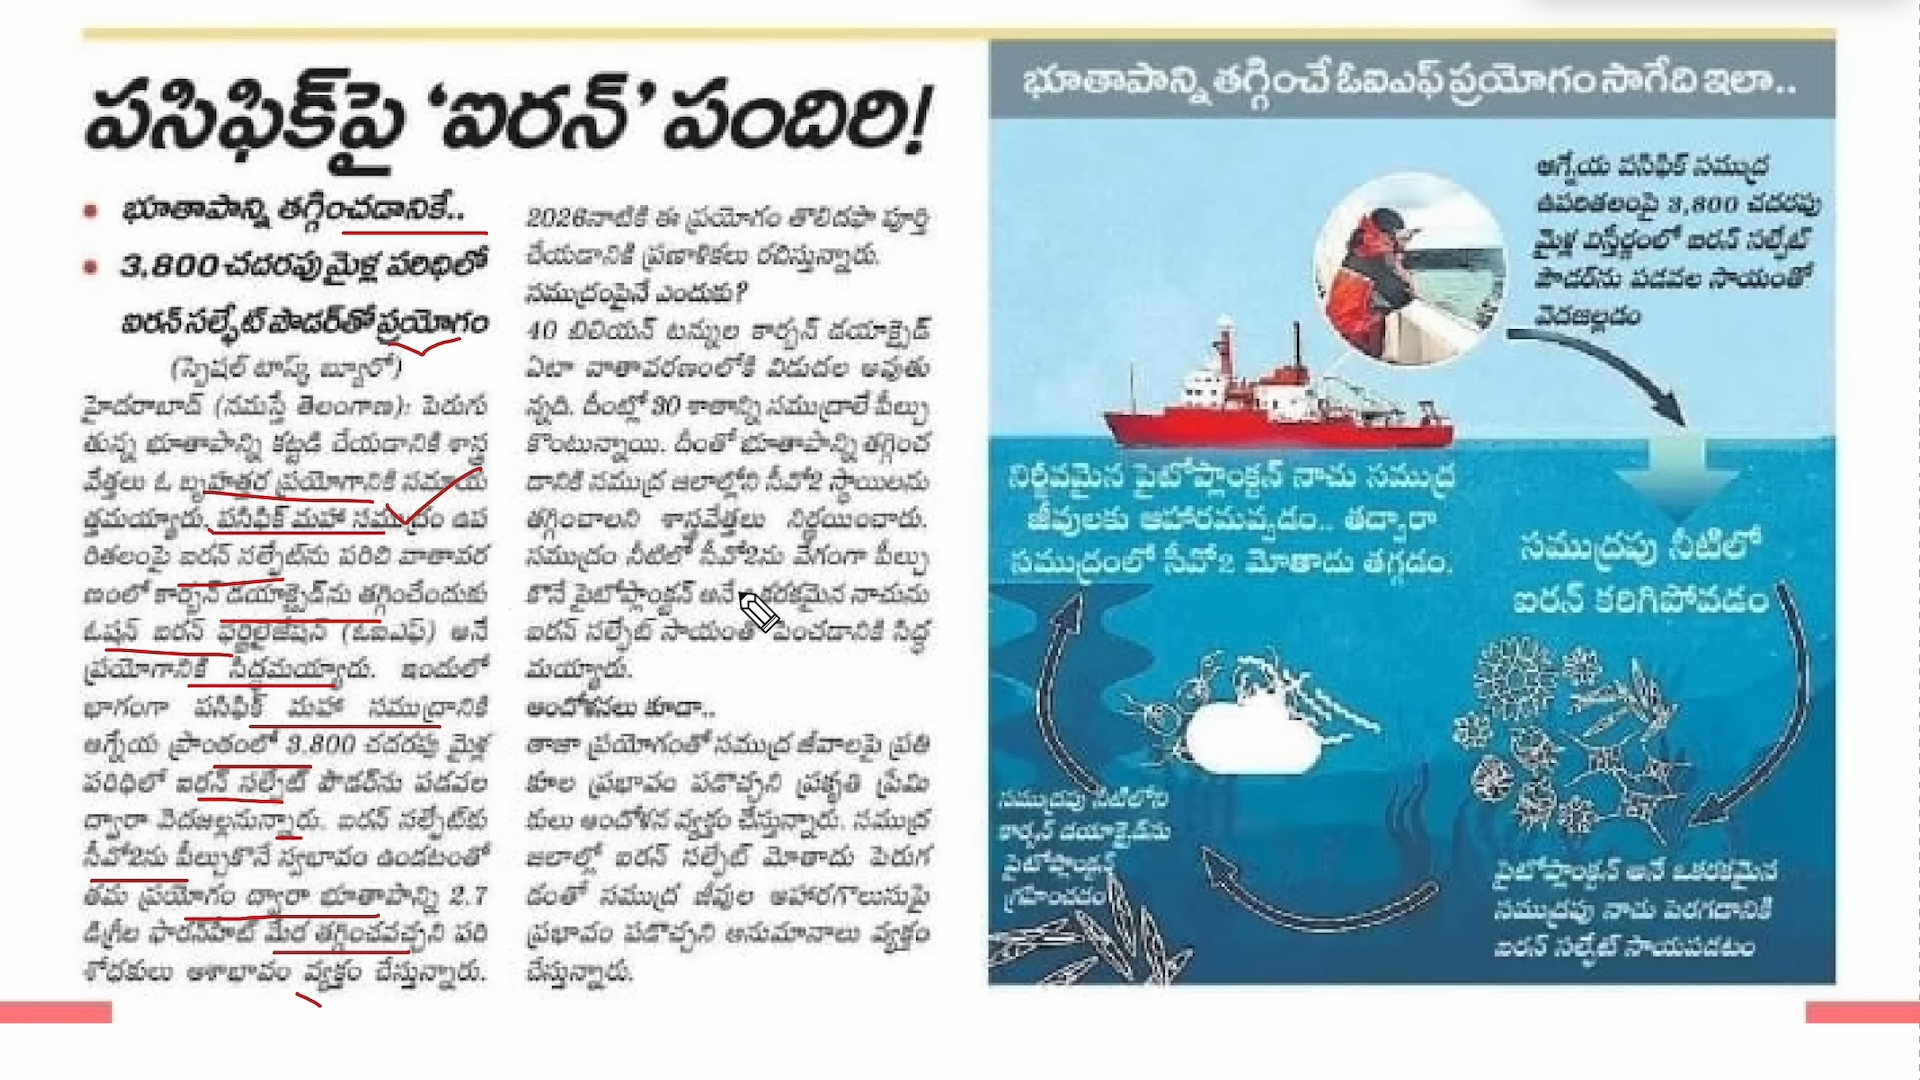 పసిఫిక్‌పై ‘ఐరన్’ పందిరి!
భూతాపాన్ని తగ్గించడానికే..
3,800 చదరపు మైళ్ల పరిధిలో
ఐరన్ సల్ఫేట్ పౌడర్‌తో ప్రయోగం
(స్పెషల్ టాస్క్ బ్యూరో)
హైదరాబాద్ (నమస్తే తెలంగాణ): పెరుగు
తున్న భూతాపాన్ని కట్టడి చేయడానికి శాస్త్ర
వేత్తలు ఓ బృహత్తర ప్రయోగానికి సమాయ
త్తమయ్యారు. పసిఫిక్ మహా సముద్రం ఉప
రితలంపై ఐరన్ సల్ఫేట్‌ను పరిచి వాతావర
ణంలో కార్బన్ డయాక్సైడ్‌ను తగ్గించేందుకు
ఓషన్ ఐరన్ ఫర్టిలైజేషన్ (ఓఐఎఫ్) అనే
ప్రయోగానికి సిద్ధమయ్యారు. ఇందులో
భాగంగా పసిఫిక్ మహా సముద్రానికి
ఆగ్నేయ ప్రాంతంలో 3,800 చదరపు మైళ్ల
పరిధిలో ఐరన్ సల్ఫేట్ పౌడర్‌ను పడవల
ద్వారా వెదజల్లనున్నారు. ఐరన్ సల్ఫేట్‌కు
సీవో2ను పీల్చుకొనే స్వభావం ఉండటంతో
తమ ప్రయోగం ద్వారా భూతాపాన్ని 2.7
డిగ్రీల ఫారన్‌హీట్ మేర తగ్గించవచ్చని పరి
శోధకులు ఆశాభావం వ్యక్తం చేస్తున్నారు.
2026నాటికి ఈ ప్రయోగం తొలిదఫా పూర్తి
చేయడానికి ప్రణాళికలు రచిస్తున్నారు.
సముద్రంపైనే ఎందుకు?
40 బిలియన్ టన్నుల కార్బన్ డయాక్సైడ్
ఏటా వాతావరణంలోకి విడుదల అవుతు
న్నది. దీంట్లో 30 శాతాన్ని సముద్రాలే పీల్చు
కొంటున్నాయి. దీంతో భూతాపాన్ని తగ్గించ
డానికి సముద్ర జలాల్లోని సీవో2 స్థాయిలను
తగ్గించాలని శాస్త్రవేత్తలు నిర్ణయించారు.
సముద్రం నీటిలో సీవో2ను వేగంగా పీల్చు
కొనే ఫైటోప్లాంక్టన్ అనే నాచును
ఐరన్ సల్ఫేట్ సాయంతో పెంచడానికి సిద్ధ
మయ్యారు.
ఆందోళనలు కూడా..
తాజా ప్రయోగంతో సముద్ర జీవాలపై ప్రతి
కూల ప్రభావం పడొచ్చని ప్రకృతి ప్రేమి
కులు ఆందోళన వ్యక్తం చేస్తున్నారు. సముద్ర
జలాల్లో ఐరన్ సల్ఫేట్ మోతాదు పెరుగ
డంతో సముద్ర జీవుల ఆహారగొలుసుపై
ప్రభావం పడొచ్చని అనుమానాలు వ్యక్తం
చేస్తున్నారు.
భూతాపాన్ని తగ్గించే ఓఐఎఫ్ ప్రయోగం సాగేది ఇలా..
ఆగ్నేయ పసిఫిక్ సముద్ర
ఉపరితలంపై 3,800 చదరపు
మైళ్ల విస్తీర్ణంలో ఐరన్ సల్ఫేట్
పౌడర్‌ను పడవల సాయంతో
వెదజల్లడం
సముద్రపు నీటిలో
ఐరన్ కరిగిపోవడం
ఫైటోప్లాంక్టన్ అనే ఒకరకమైన
సముద్రపు నాచు పెరగడానికి
ఐరన్ సల్ఫేట్ సాయపడటం
సముద్రపు నీటిలోని
కార్బన్ డయాక్సైడ్‌ను
ఫైటోప్లాంక్టన్
గ్రహించడం
నిర్జీవమైన ఫైటోప్లాంక్టన్ నాచు సముద్ర
జీవులకు ఆహారమవ్వడం.. తద్వారా
సముద్రంలో సీవో2 మోతాదు తగ్గడం.